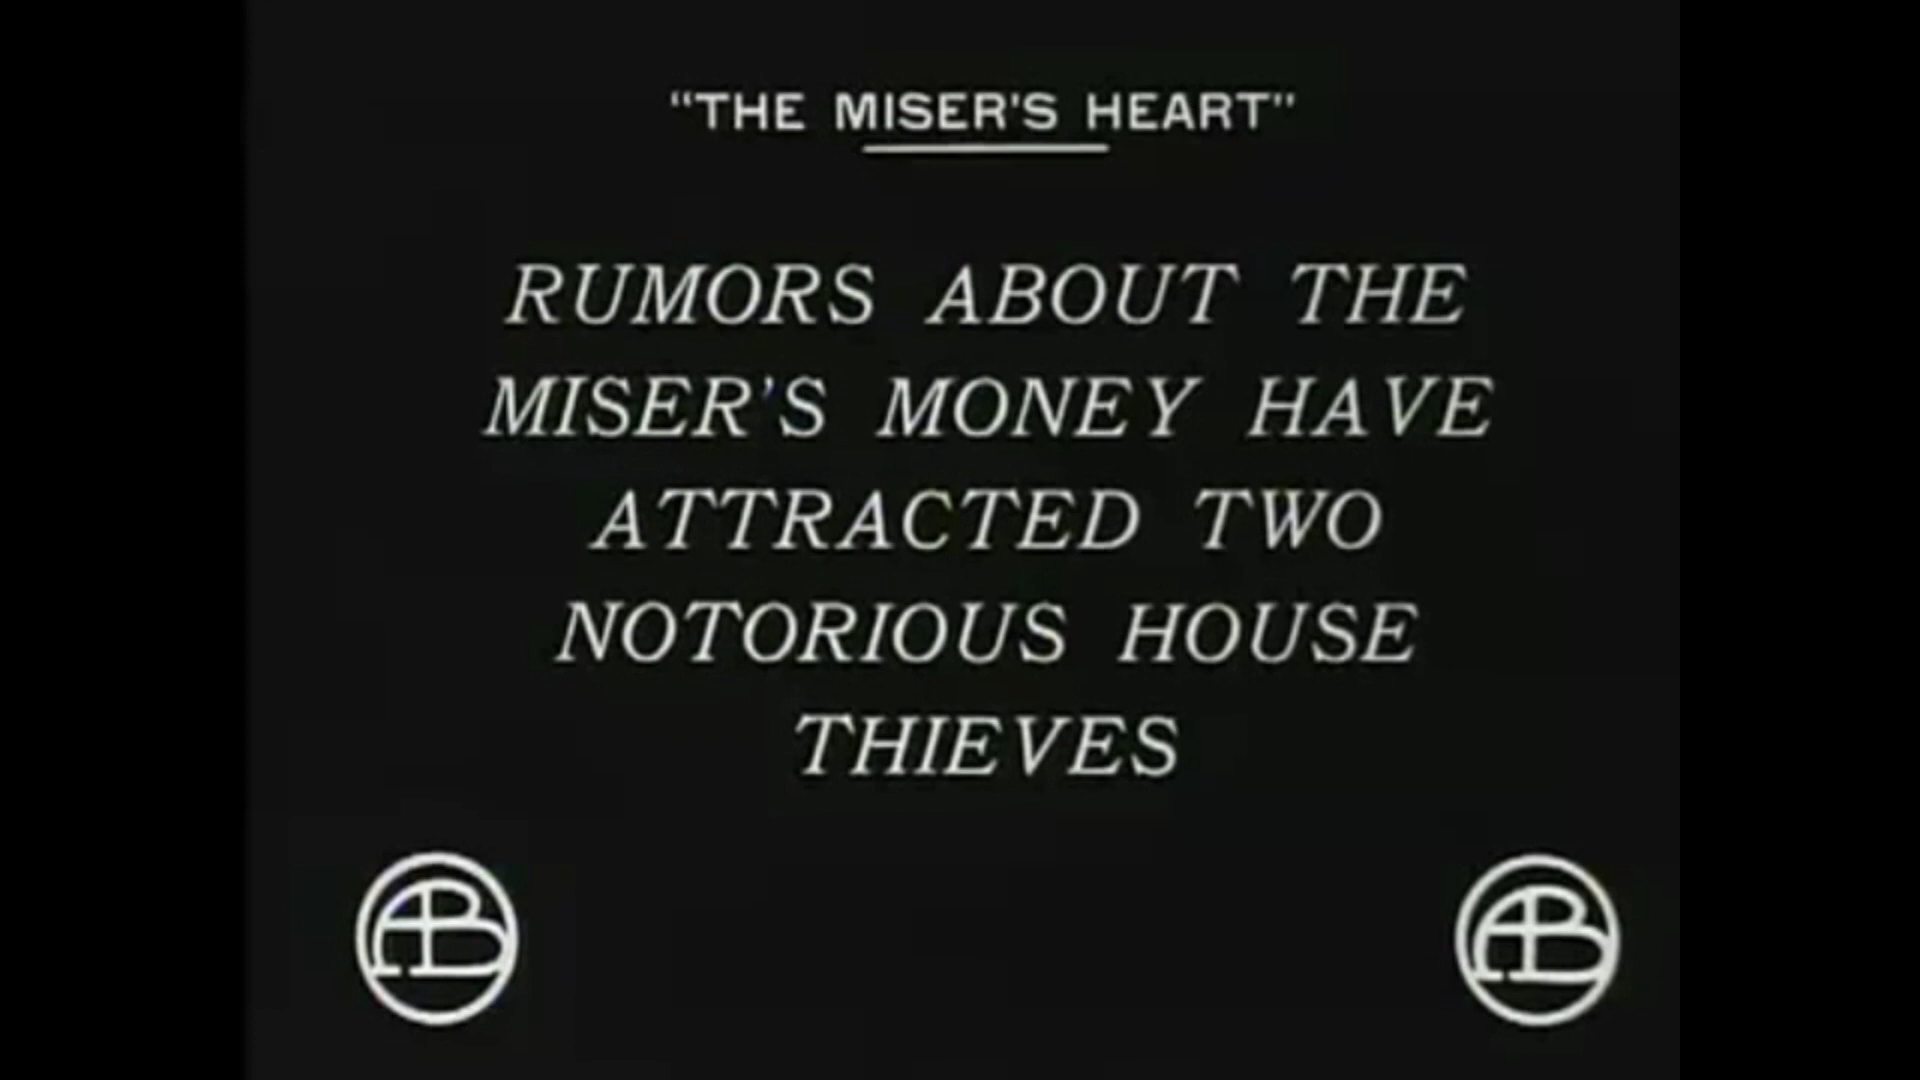 “THE MISER'S HEART”
RUMORS ABOUT THE
MISER’S MONEY HAVE
ATTRACTED TWO
NOTORIOUS HOUSE
THIEVES
AB AB